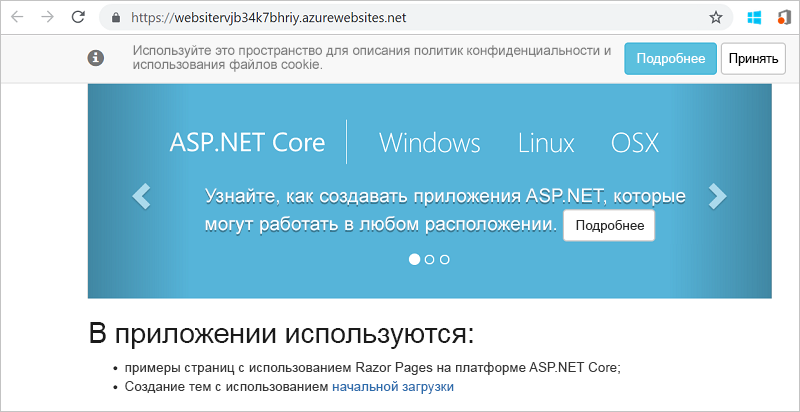 https://websitervjb34k7bhriy.azurewebsites.net
Используйте это пространство для описания политик конфиденциальности и
использования файлов cookie.
Подробнее
Принять
ASP.NET Core
Windows
Linux
OSX
Узнайте, как создавать приложения ASP.NET, которые
могут работать в любом расположении. Подробнее
В приложении используются:
• примеры страниц с использованием Razor Pages на платформе ASP.NET Core;
• Создание тем с использованием начальной загрузки